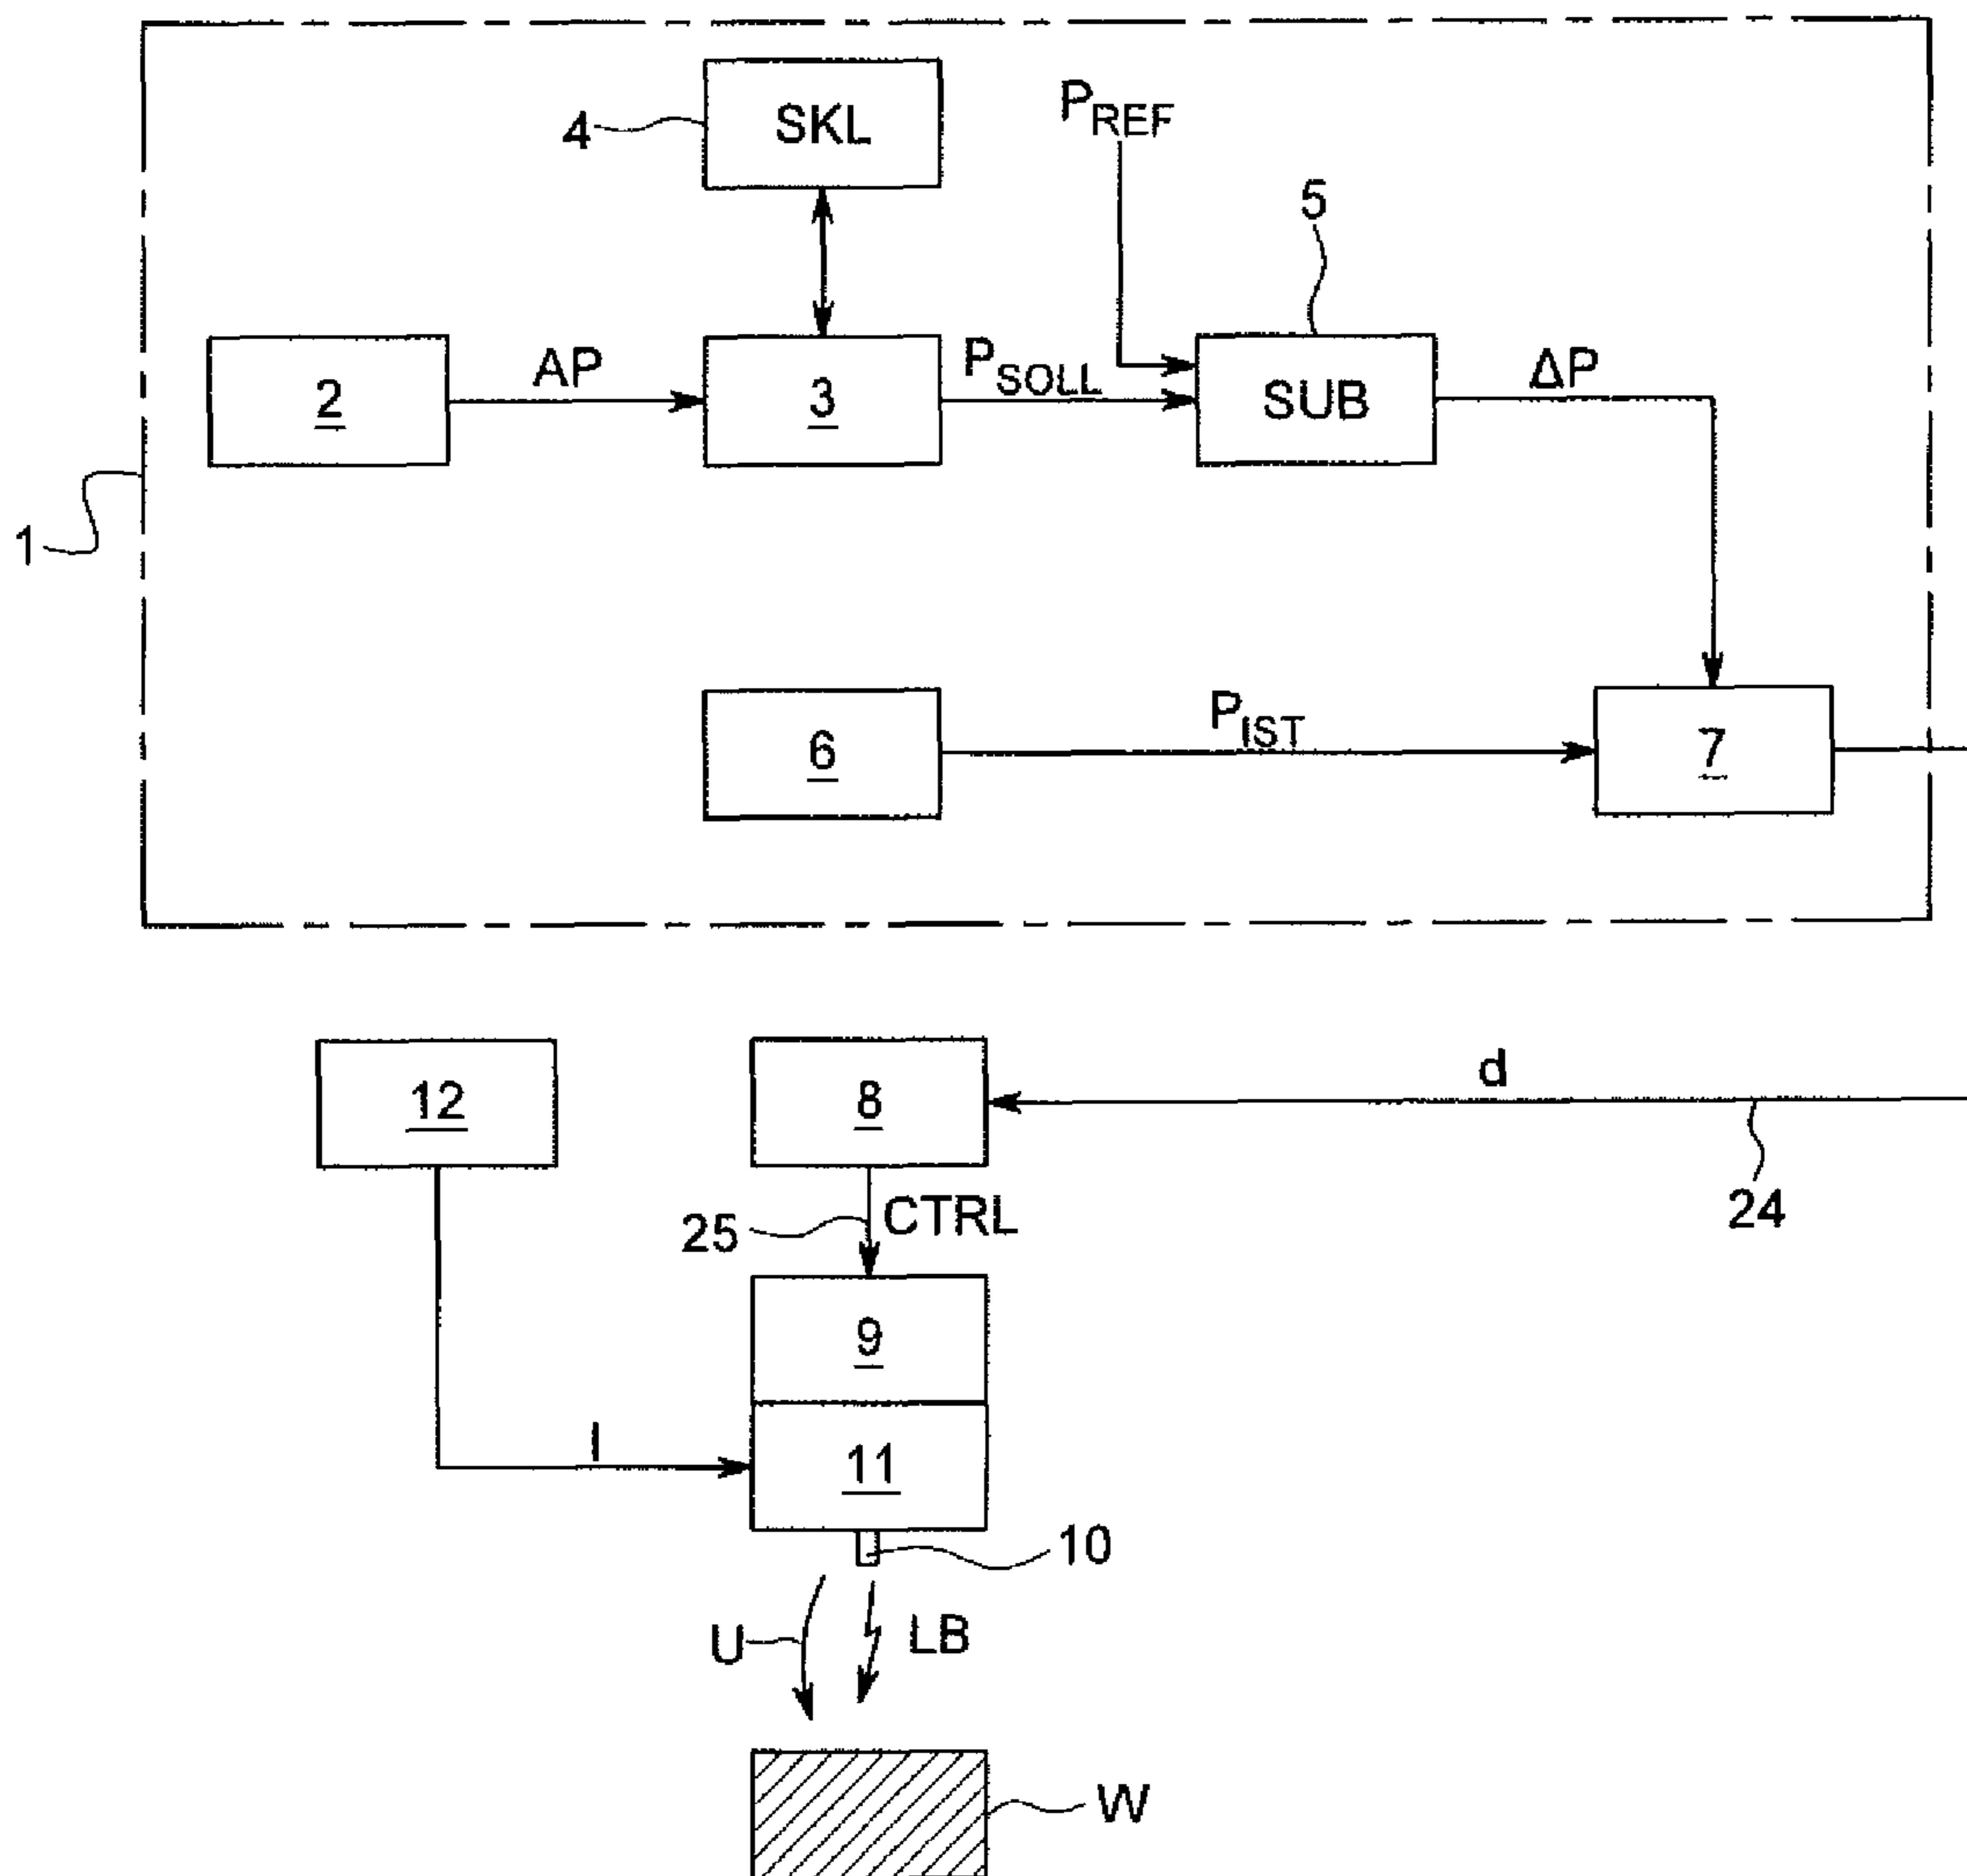 4
SKL
P_REF
5
2
AP
3
P_SOLL
SUB
ΔP
1
6
P_IST
7
12
8
d
24
25
CTRL
9
I
11
10
U
LB
W